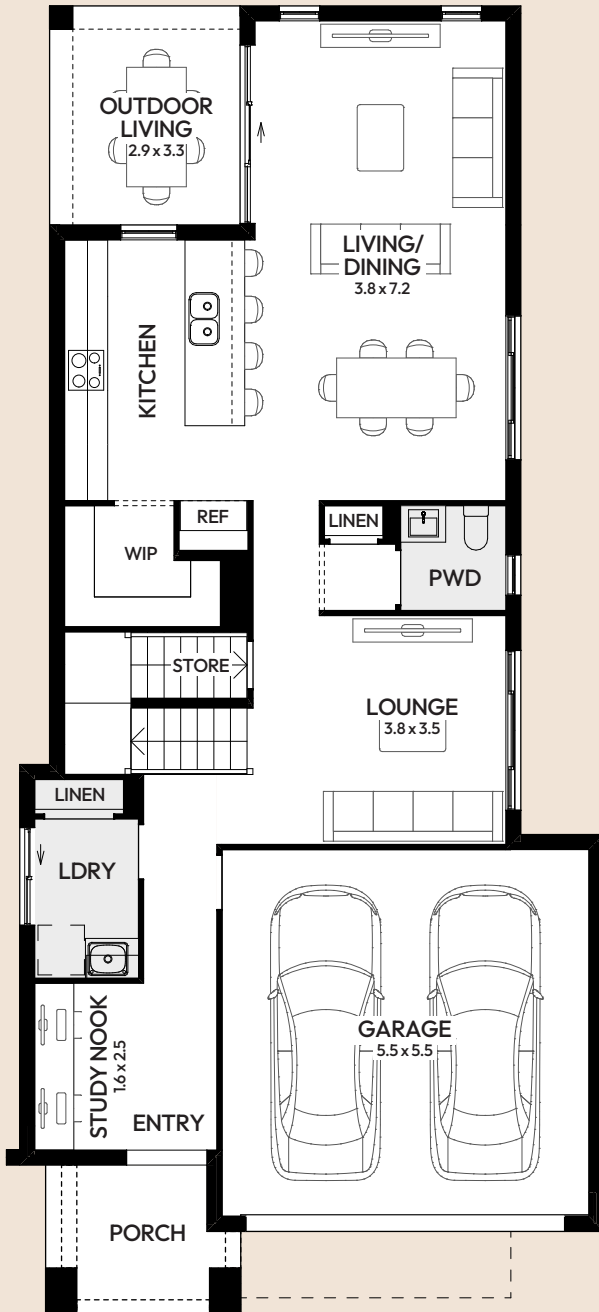 OUTDOOR
LIVING
2.9 x 3.3
LIVING/
DINING
3.8 x 7.2
KITCHEN
REF
LINEN
WIP
PWD
STORE
LOUNGE
3.8 x 3.5
LINEN
LDRY
STUDY NOOK
1.6 x 2.5
GARAGE
5.5 x 5.5
ENTRY
PORCH